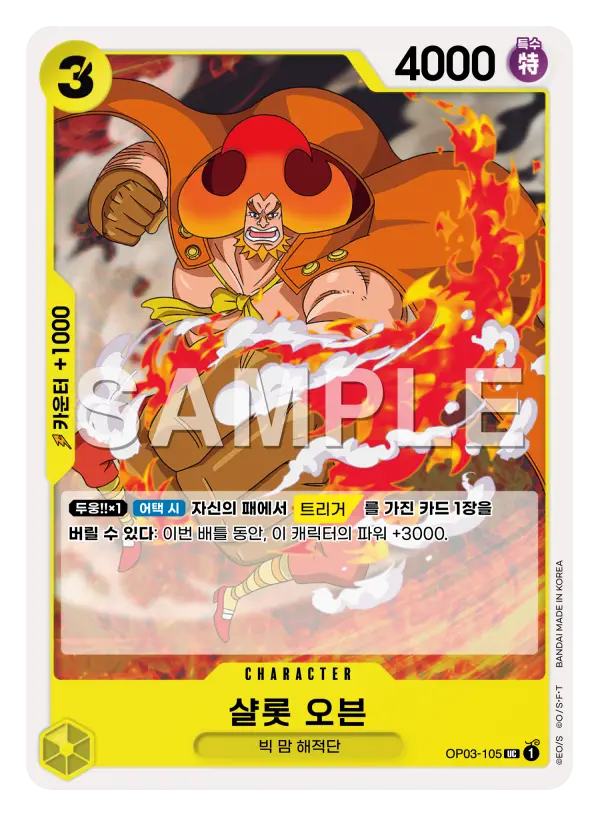 3
4000
특수
特
카운터 +1000
SAMPLE
두웅!!×1 어택 시 자신의 패에서 트리거 를 가진 카드 1장을
버릴 수 있다: 이번 배틀 동안, 이 캐릭터의 파워 +3000.
CHARACTER
샬롯 오븐
빅 맘 해적단
OP03-105 UC 1
©EO/S ©O/S·F·T BANDAI MADE IN KOREA